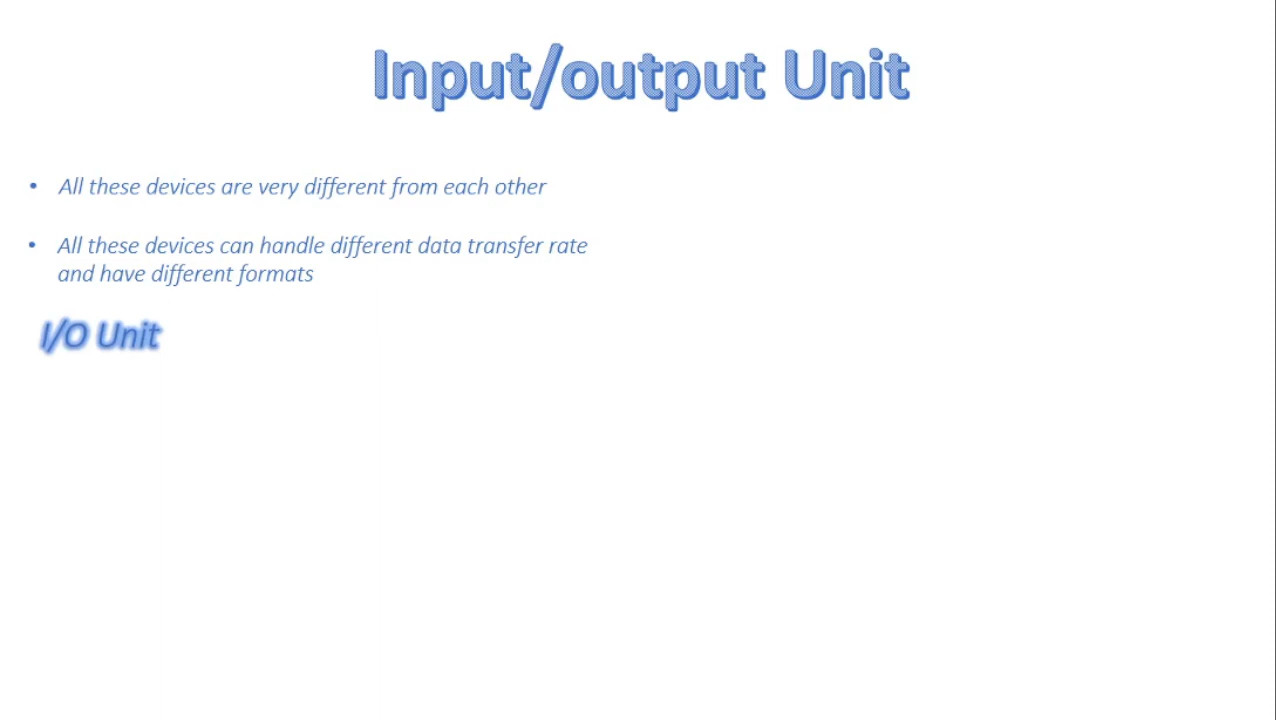 Input/output Unit
• All these devices are very different from each other
• All these devices can handle different data transfer rate
and have different formats
I/O Unit